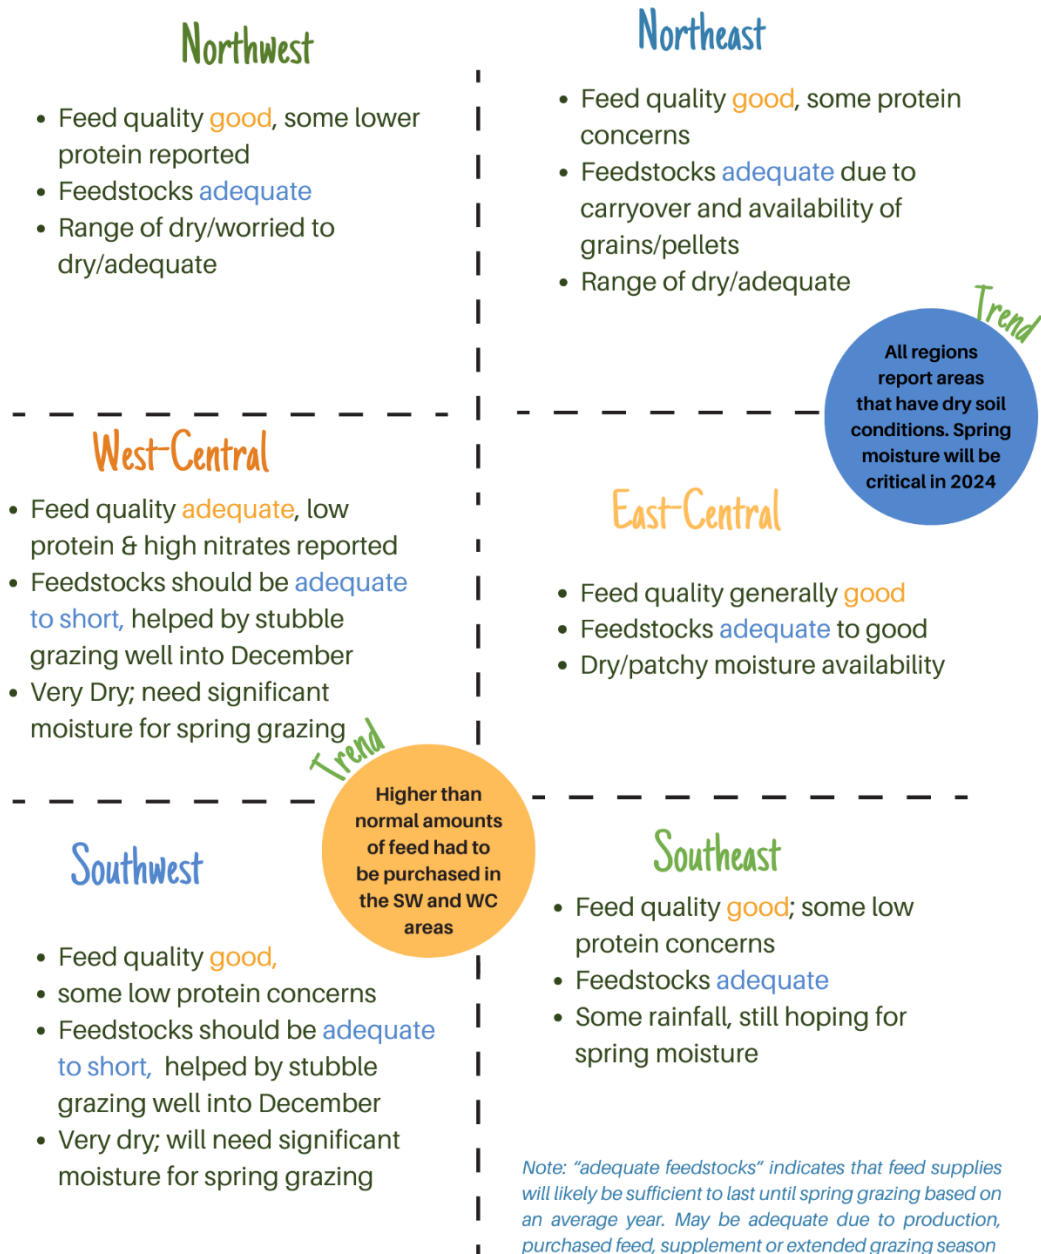 Northwest
• Feed quality good, some lower
protein reported
• Feedstocks adequate
• Range of dry/worried to
dry/adequate
Northeast
• Feed quality good, some protein
concerns
• Feedstocks adequate due to
carryover and availability of
grains/pellets
• Range of dry/adequate
Trend
All regions
report areas
that have dry soil
conditions. Spring
moisture will be
critical in 2024
West-Central
• Feed quality adequate, low
protein & high nitrates reported
• Feedstocks should be adequate
to short, helped by stubble
grazing well into December
• Very Dry; need significant
moisture for spring grazing
East-Central
• Feed quality generally good
• Feedstocks adequate to good
• Dry/patchy moisture availability
Trend
Higher than
normal amounts
of feed had to
be purchased in
the SW and WC
areas
Southwest
• Feed quality good,
• some low protein concerns
• Feedstocks should be adequate
to short, helped by stubble
grazing well into December
• Very dry; will need significant
moisture for spring grazing
Southeast
• Feed quality good; some low
protein concerns
• Feedstocks adequate
• Some rainfall, still hoping for
spring moisture
Note: “adequate feedstocks” indicates that feed supplies
will likely be sufficient to last until spring grazing based on
an average year. May be adequate due to production,
purchased feed, supplement or extended grazing season